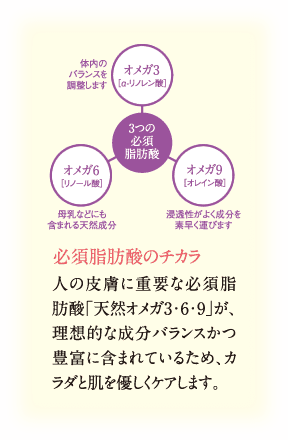 体内の
バランスを
調整します
オメガ3
[α-リノレン酸]
3つの
必須
脂肪酸
オメガ6
[リノール酸]
オメガ9
[オレイン酸]
母乳などにも
含まれる天然成分
浸透性がよく成分を
素早く運びます
必須脂肪酸のチカラ
人の皮膚に重要な必須脂
肪酸「天然オメガ3・6・9」が、
理想的な成分バランスかつ
豊富に含まれているため、カ
ラダと肌を優しくケアします。